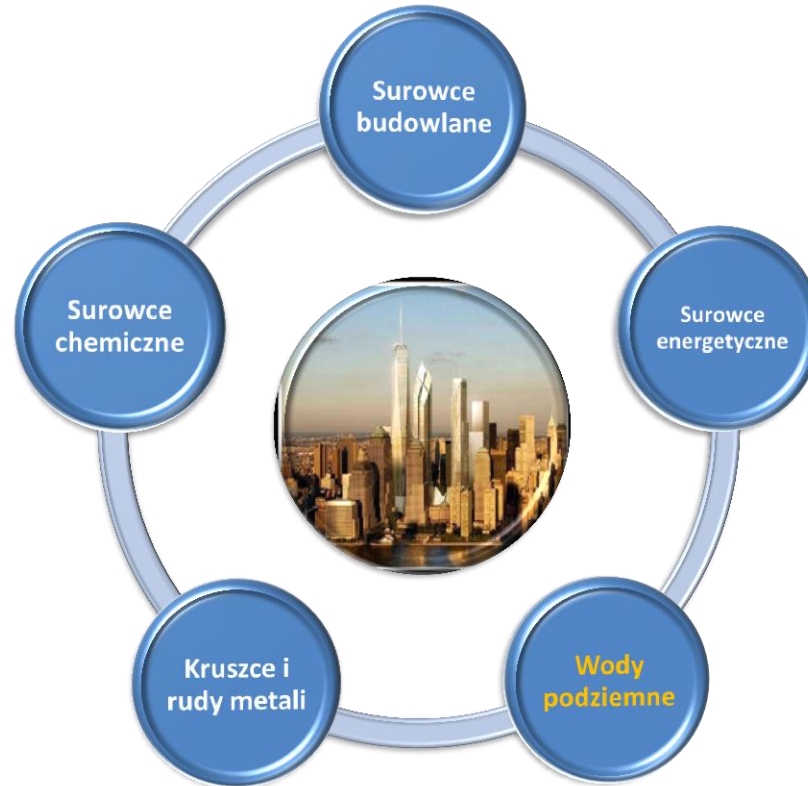 Surowce
budowlane
Surowce
energetyczne
Wody
podziemne
Kruszce i
rudy metali
Surowce
chemiczne